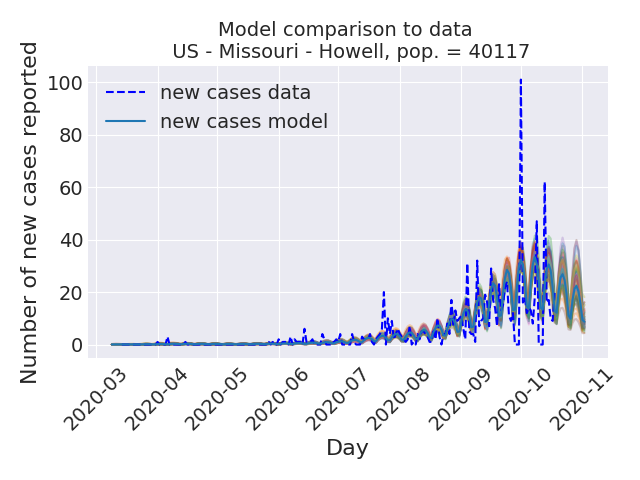 Model comparison to data
US - Missouri - Howell, pop. = 40117
Number of new cases reported
100
80
60
40
20
0
new cases data
new cases model
2020-03
2020-04
2020-05
2020-06
2020-07
2020-08
2020-09
2020-10
2020-11
Day